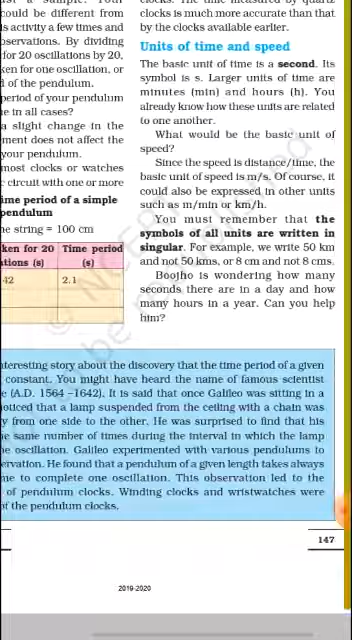 could be different from
is activity a few times and
bservations. By dividing
for 20 oscillations by 20,
ken for one oscillation, or
d of the pendulum.
period of your pendulum
e in all cases?
a slight change in the
ment does not affect the
your pendulum.
most clocks or watches
c circuit with one or more
ime period of a simple
pendulum
he string = 100 cm
ken for 20 Time period
ations (s) (s)
42 2.1
clocks is much more accurate than that
by the clocks available earlier.
Units of time and speed
The basic unit of time is a second. Its
symbol is s. Larger units of time are
minutes (min) and hours (h). You
already know how these units are related
to one another.
What would be the basic unit of
speed?
Since the speed is distance/time, the
basic unit of speed is m/s. Of course, it
could also be expressed in other units
such as m/min or km/h.
You must remember that the
symbols of all units are written in
singular. For example, we write 50 km
and not 50 kms, or 8 cm and not 8 cms.
Boojho is wondering how many
seconds there are in a day and how
many hours in a year. Can you help
him?
nteresting story about the discovery that the time period of a given
constant. You might have heard the name of famous scientist
e (A.D. 1564 –1642). It is said that once Galileo was sitting in a
noticed that a lamp suspended from the ceiling with a chain was
y from one side to the other. He was surprised to find that his
e same number of times during the interval in which the lamp
ne oscillation. Galileo experimented with various pendulums to
ervation. He found that a pendulum of a given length takes always
me to complete one oscillation. This observation led to the
of pendulum clocks. Winding clocks and wristwatches were
of the pendulum clocks.
147
2019-2020